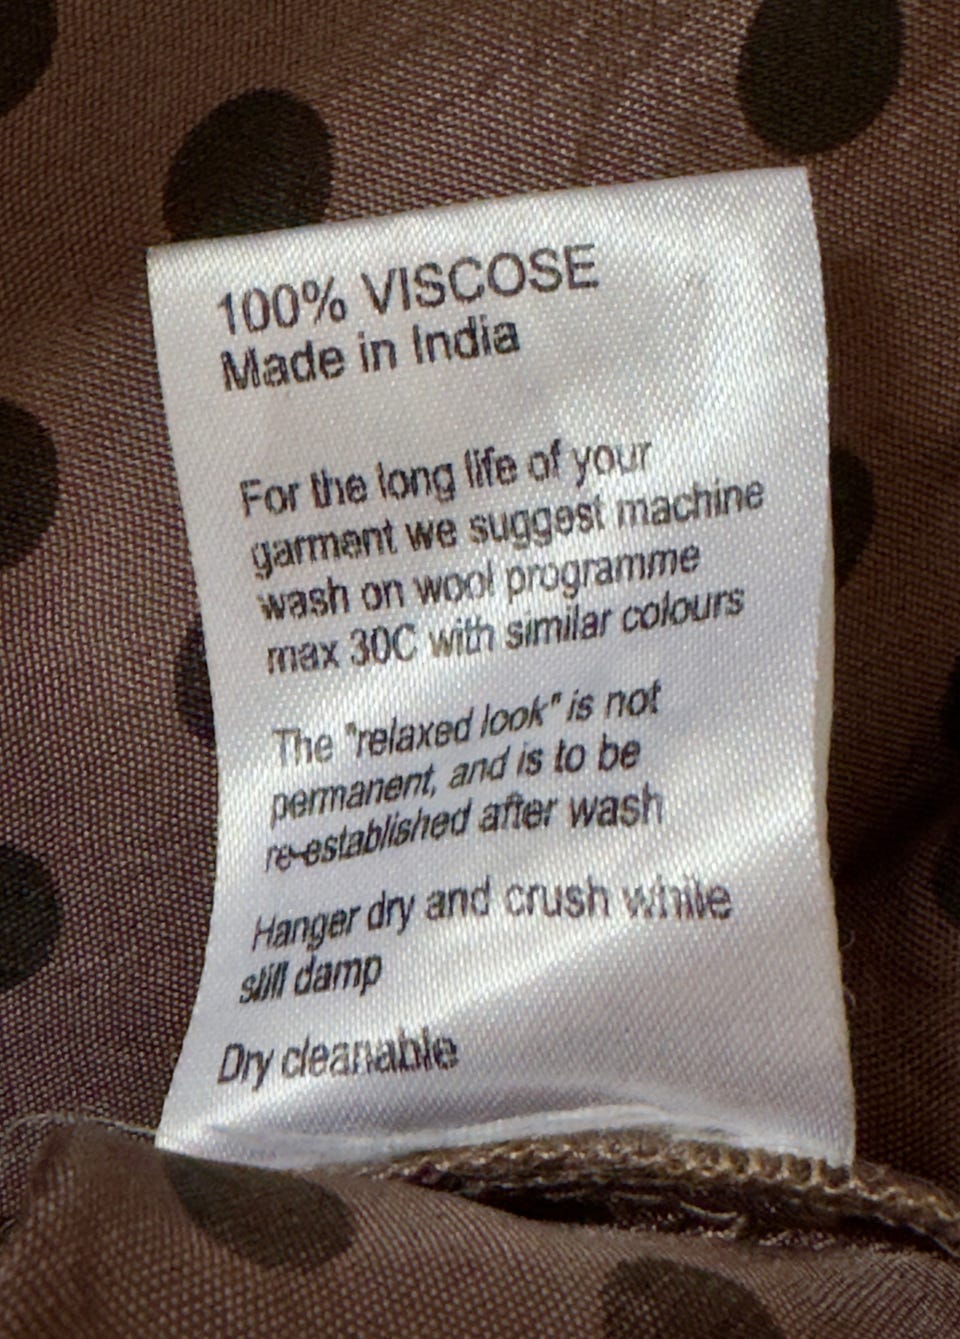 100% VISCOSE
Made in India
For the long life of your
garment we suggest machine
wash on wool programme
max 30C with similar colours
The "relaxed look" is not
permanent, and is to be
re-established after wash
Hanger dry and crush while
still damp
Dry cleanable